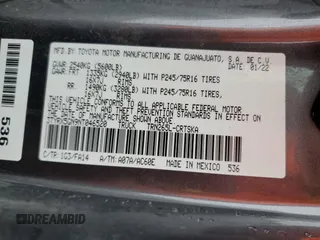 MFD. BY TOYOTA MOTOR MANUFACTURING DE GUANAJUATO, S.A. DE C.V.
GVWR 2540KG (5600LB) 01/22
GAWR FRT 1335KG (2940LB) WITH P245/75R16 TIRES
16X7J RIMS
RR 1490KG (3280LB) WITH P245/75R16 TIRES
16X7J RIMS
THIS VEHICLE CONFORMS TO ALL APPLICABLE FEDERAL MOTOR
VEHICLE SAFETY AND THEFT PREVENTION STANDARDS IN EFFECT ON
THE DATE OF MANUFACTURE SHOWN ABOVE.
TRUCK TRN265L-CRTSKA
C/TR:1G3/FA14
A/TM:A07A/AC60E
MADE IN MEXICO 536
536
DREAMBID